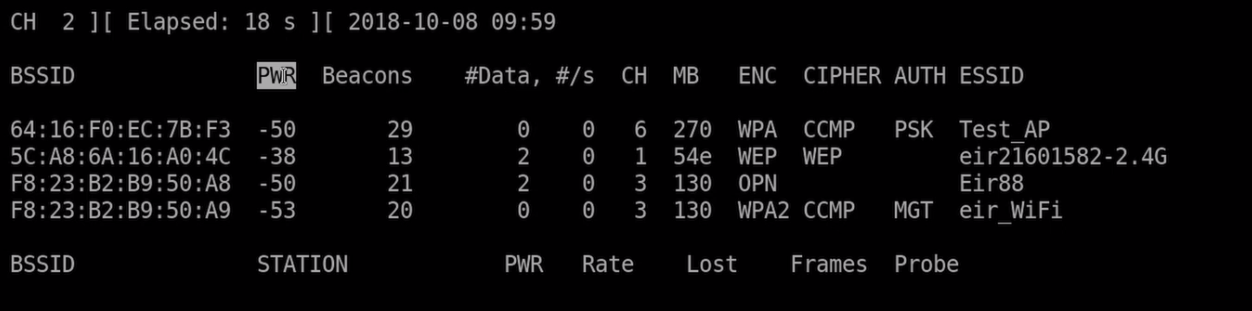 CH  2 ][ Elapsed: 18 s ][ 2018-10-08 09:59
BSSID              PWR  Beacons    #Data, #/s  CH  MB   ENC  CIPHER AUTH ESSID
64:16:F0:EC:7B:F3  -50       29        0    0   6  270  WPA  CCMP   PSK  Test_AP
5C:A8:6A:16:A0:4C  -38       13        2    0   1  54e  WEP  WEP         eir21601582-2.4G
F8:23:B2:B9:50:A8  -50       21        2    0   3  130  OPN              Eir88
F8:23:B2:B9:50:A9  -53       20        0    0   3  130  WPA2 CCMP   MGT  eir_WiFi
BSSID              STATION            PWR   Rate    Lost    Frames  Probe